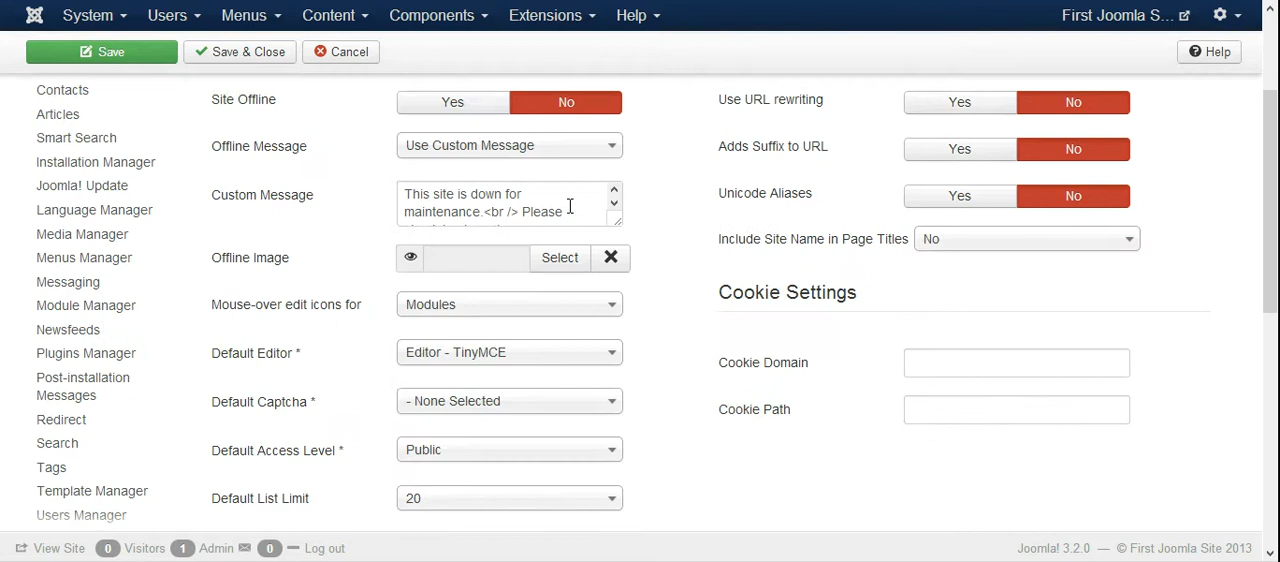 System Users Menus Content Components Extensions Help First Joomla S...
Save Save & Close Cancel Help
Contacts
Articles
Smart Search
Installation Manager
Joomla! Update
Language Manager
Media Manager
Menus Manager
Messaging
Module Manager
Newsfeeds
Plugins Manager
Post-installation
Messages
Redirect
Search
Tags
Template Manager
Users Manager
Site Offline Yes No
Offline Message Use Custom Message
Custom Message This site is down for
maintenance.<br /> Please
Offline Image Select
Mouse-over edit icons for Modules
Default Editor * Editor - TinyMCE
Default Captcha * - None Selected
Default Access Level * Public
Default List Limit 20
Use URL rewriting Yes No
Adds Suffix to URL Yes No
Unicode Aliases Yes No
Include Site Name in Page Titles No
Cookie Settings
Cookie Domain
Cookie Path
View Site 0 Visitors 1 Admin 0 Log out Joomla! 3.2.0 — © First Joomla Site 2013